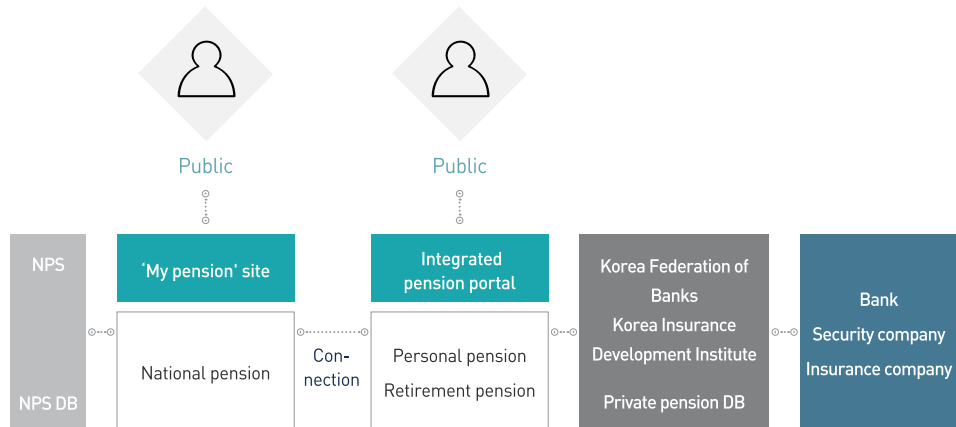 Public
Public
NPS
NPS DB
‘My pension’ site
National pension
Con-
nection
Integrated
pension portal
Personal pension
Retirement pension
Korea Federation of
Banks
Korea Insurance
Development Institute
Private pension DB
Bank
Security company
Insurance company